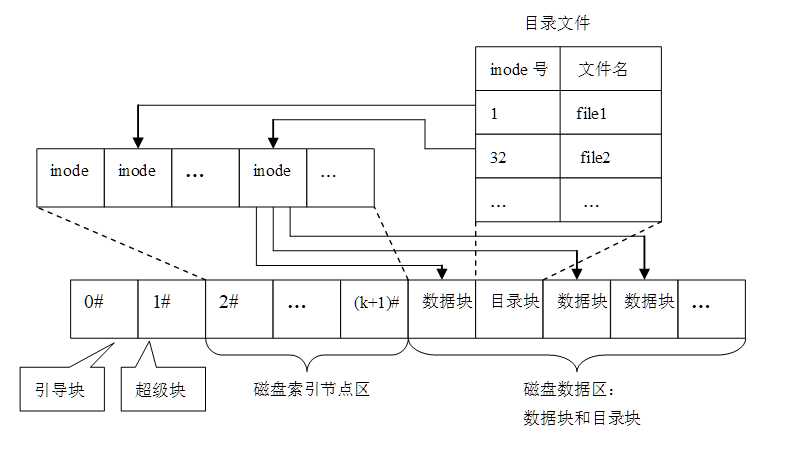 目录文件
inode 号 文件名
1 file1
32 file2
… …
inode inode … inode …
0# 1# 2# … (k+1)# 数据块 目录块 数据块 数据块 …
引导块 超级块 磁盘索引节点区 磁盘数据区：
数据块和目录块